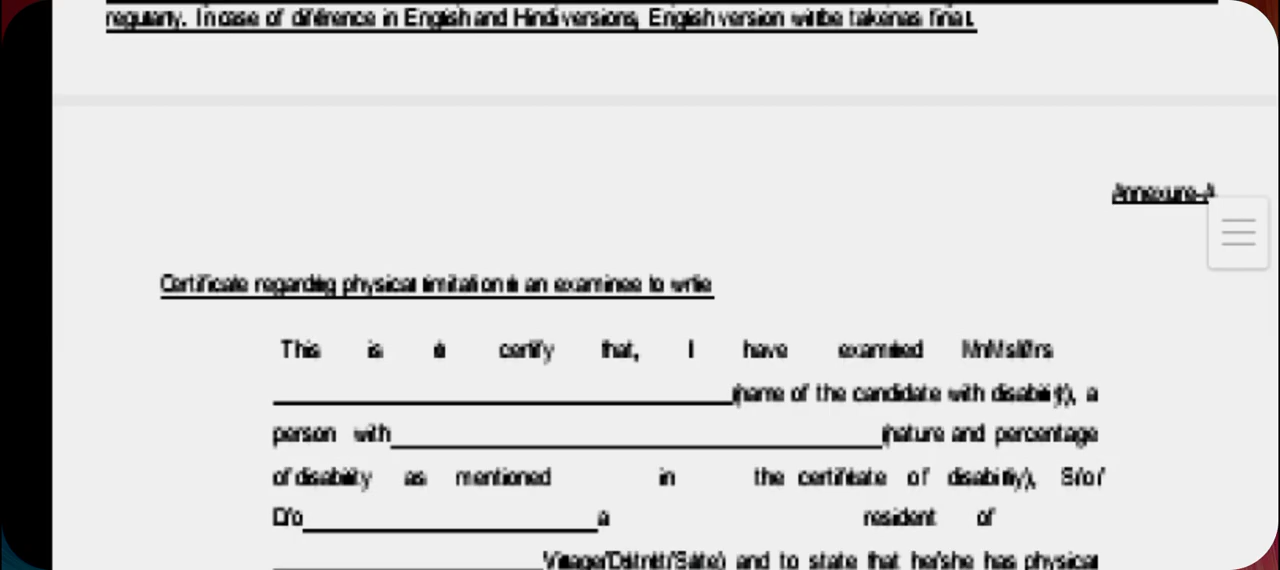 regularly. In case of difference in English and Hindi versions, English version will be taken as final.
Annexure-A
Certificate regarding physical limitation in an examinee to write
This is to certify that, I have examined Mr/Ms/Mrs
(name of the candidate with disability), a
person with (nature and percentage
of disability as mentioned in the certificate of disability), S/o/
D/o a resident of
Village/District/State) and to state that he/she has physical